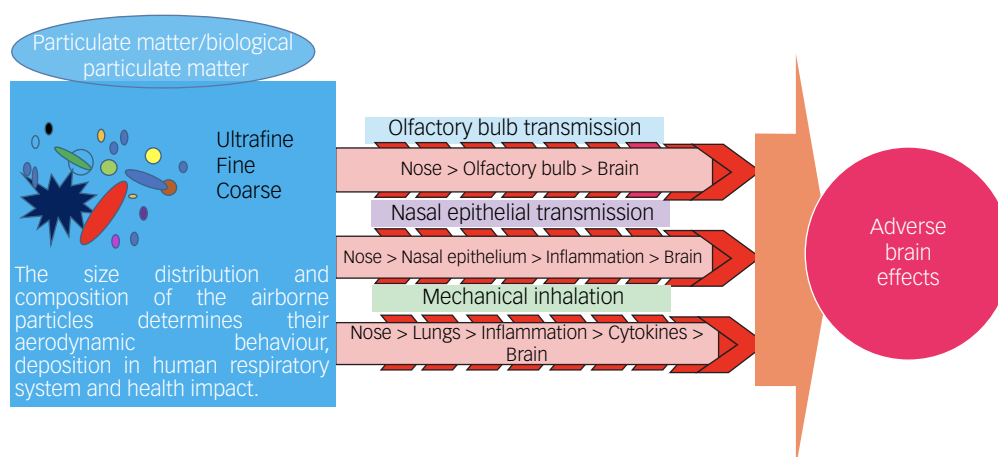 Particulate matter/biological
particulate matter
Ultrafine
Fine
Coarse
The size distribution and
composition of the airborne
particles determines their
aerodynamic behaviour,
deposition in human respiratory
system and health impact.
Olfactory bulb transmission
Nose > Olfactory bulb > Brain
Nasal epithelial transmission
Nose > Nasal epithelium > Inflammation > Brain
Mechanical inhalation
Nose > Lungs > Inflammation > Cytokines >
Brain
Adverse
brain
effects